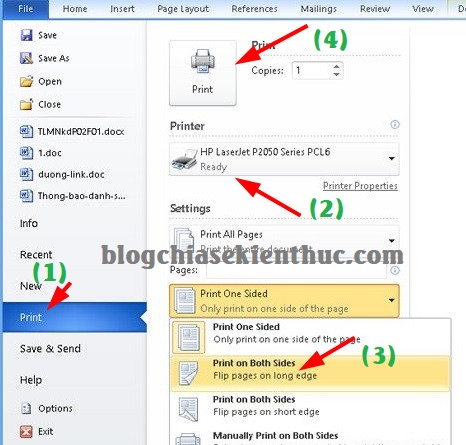 File Home Insert Page Layout References Mailings Review View
Save
Save As
Open
Close
TLMNkdP02F01.docx
1.doc
duong-link.doc
Thong-bao-danh-s...
Info
Recent
New
(1)
Print
Save & Send
Help
Options
Exit
Print
(4)
Print
Copies: 1
Printer
HP LaserJet P2050 Series PCL6
Ready
(2)
Printer Properties
Settings
Print All Pages
Print the entire document
blogchiasekienthuc.com
Pages:
Print One Sided
Only print on one side of the page
Print One Sided
Only print on one side of the page
Print on Both Sides
Flip pages on long edge
(3)
Print on Both Sides
Flip pages on short edge
Manually Print on Both Sides